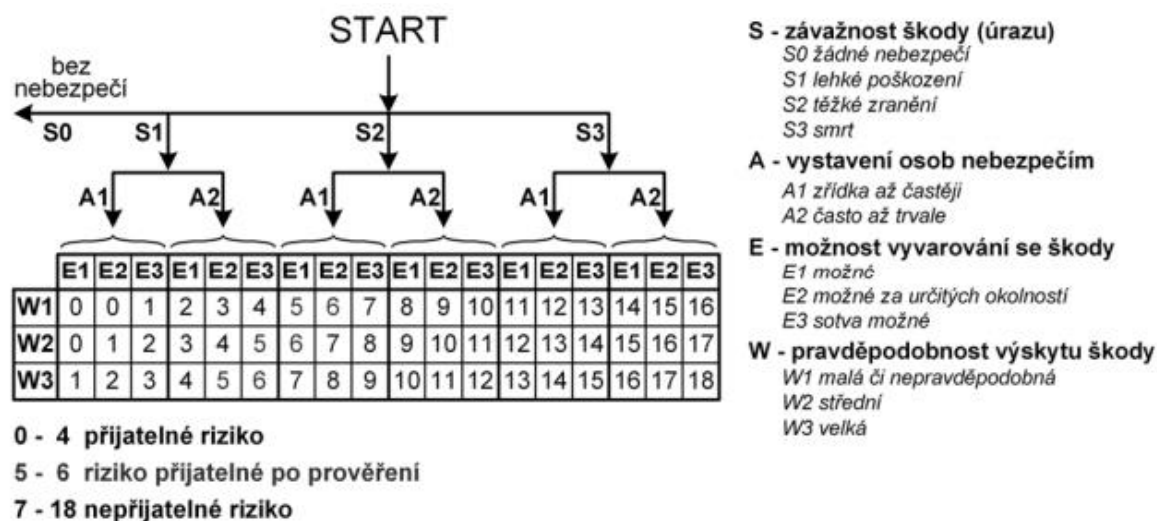 START
bez
nebezpečí
S0 S1 S2 S3
A1 A2 A1 A2 A1 A2
E1 E2 E3 E1 E2 E3 E1 E2 E3 E1 E2 E3 E1 E2 E3 E1 E2 E3
W1 0 0 1 2 3 4 5 6 7 8 9 10 11 12 13 14 15 16
W2 0 1 2 3 4 5 6 7 8 9 10 11 12 13 14 15 16 17
W3 1 2 3 4 5 6 7 8 9 10 11 12 13 14 15 16 17 18
0 - 4 přijatelné riziko
5 - 6 riziko přijatelné po prověření
7 - 18 nepřijatelné riziko
S - závažnost škody (úrazu)
S0 žádné nebezpečí
S1 lehké poškození
S2 těžké zranění
S3 smrt
A - vystavení osob nebezpečím
A1 zřídka až častěji
A2 často až trvale
E - možnost vyvarování se škody
E1 možné
E2 možné za určitých okolností
E3 sotva možné
W - pravděpodobnost výskytu škody
W1 malá či nepravděpodobná
W2 střední
W3 velká